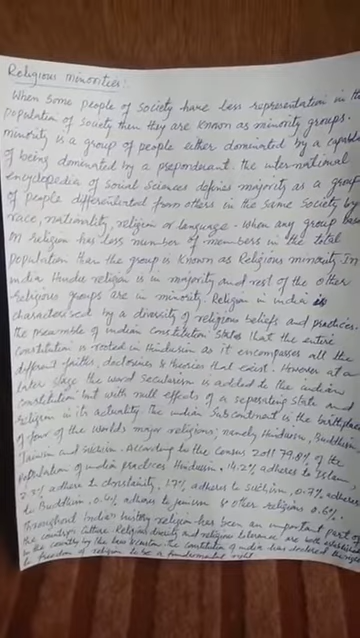 Religious minorities:
When some people of society have less representation in the
population of society then they are known as minority groups.
minority is a group of people either dominated by a capable
of being dominated by a preponderant. the international
encyclopedia of Social Sciences defines majority as a group
of people differentiated from others in the same Society by
race, nationality, religion or language - when any group based
on religion has less number of members in the total
population than the group is known as Religious minority. In
india Hindu religion is in majority and rest of the other
religious groups are in minority. Religion in india is
characterised by a diversity of religious beliefs and practices.
the preamble of indian constitution states that the entire
constitution is rooted in Hinduism as it encompasses all the
different faiths, doctrines & theories that exist. However at a
later stage the word secularism is added to the indian
constitution but with null effects of a separating State and
religion in its actuality the indian Subcontinent is the birthplace
of four of the worlds major religions; namely Hinduism, Buddhism,
Jainism and Sikhism. According to the census 2011 79.8% of the
population of india practices Hinduism. 14.2% adheres to Islam,
2.3% adhere to christianity, 1.7% adheres to Sikhism, 0.7% adheres
to Buddhism, 0.4% adheres to jainism & other religions 0.6%.
Throughout India's history religion has been an important part of
the country's culture. Religious diversity and religious tolerance are both established
in the country by the law & custom. the constitution of india has declared the right
to freedom of religion to be a fundamental right.